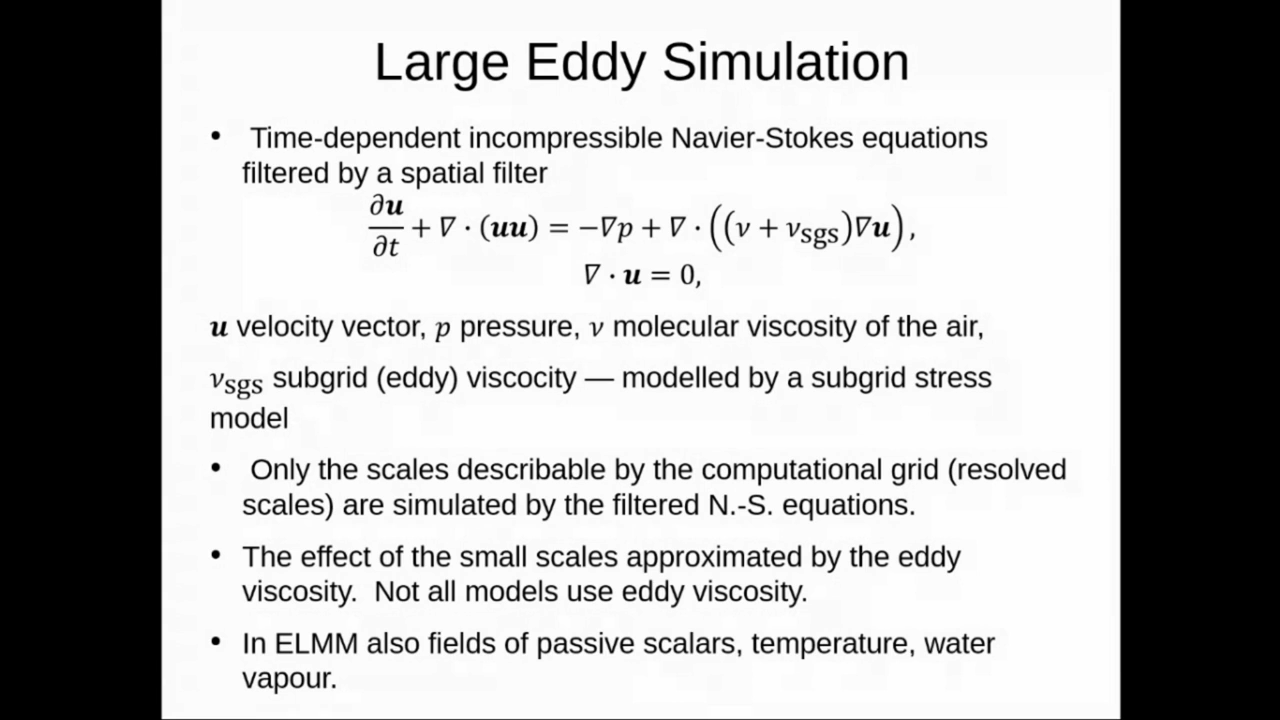 Large Eddy Simulation
• Time-dependent incompressible Navier-Stokes equations
filtered by a spatial filter
∂𝒖/∂t + ∇ · (𝒖𝒖) = −∇p + ∇ · ((ν + ν_sgs)∇𝒖),
∇ · 𝒖 = 0,
𝒖 velocity vector, p pressure, ν molecular viscosity of the air,
ν_sgs subgrid (eddy) viscocity — modelled by a subgrid stress
model
• Only the scales describable by the computational grid (resolved
scales) are simulated by the filtered N.-S. equations.
• The effect of the small scales approximated by the eddy
viscosity. Not all models use eddy viscosity.
• In ELMM also fields of passive scalars, temperature, water
vapour.